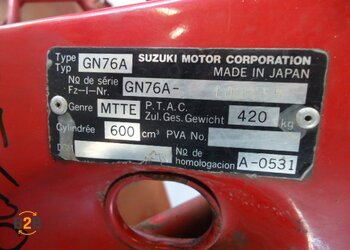 Type
Typ
GN76A
SUZUKI MOTOR CORPORATION
MADE IN JAPAN
No de série
Fz-I-Nr.
GN76A-
Genre MTTE
P.T.A.C.
Zul. Ges. Gewicht
420 kg
Cylindrée 600 cm³ PVA No.
No de
homologacion A-0531
2